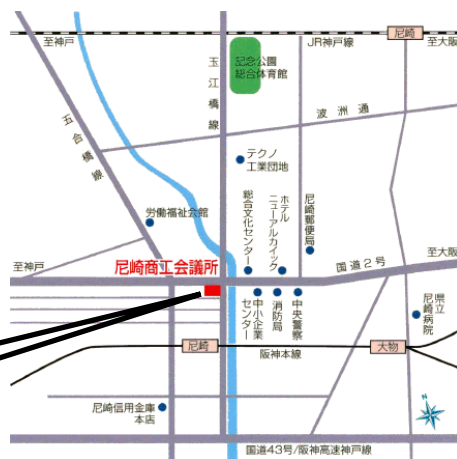 尼崎
至神戸
JR神戸線
至大阪
記念公園
総合体育館
玉江橋線
五合橋線
波洲通
テクノ
工業団地
労働福祉会館
総合文化センター
ホテル
ニューアルカイック
尼崎郵便局
尼崎商工会議所
至神戸
国道2号
至大阪
中小企業
センター
消防局
中央警察
県立
尼崎病院
尼崎
阪神本線
大物
尼崎信用金庫
本店
N
国道43号/阪神高速神戸線